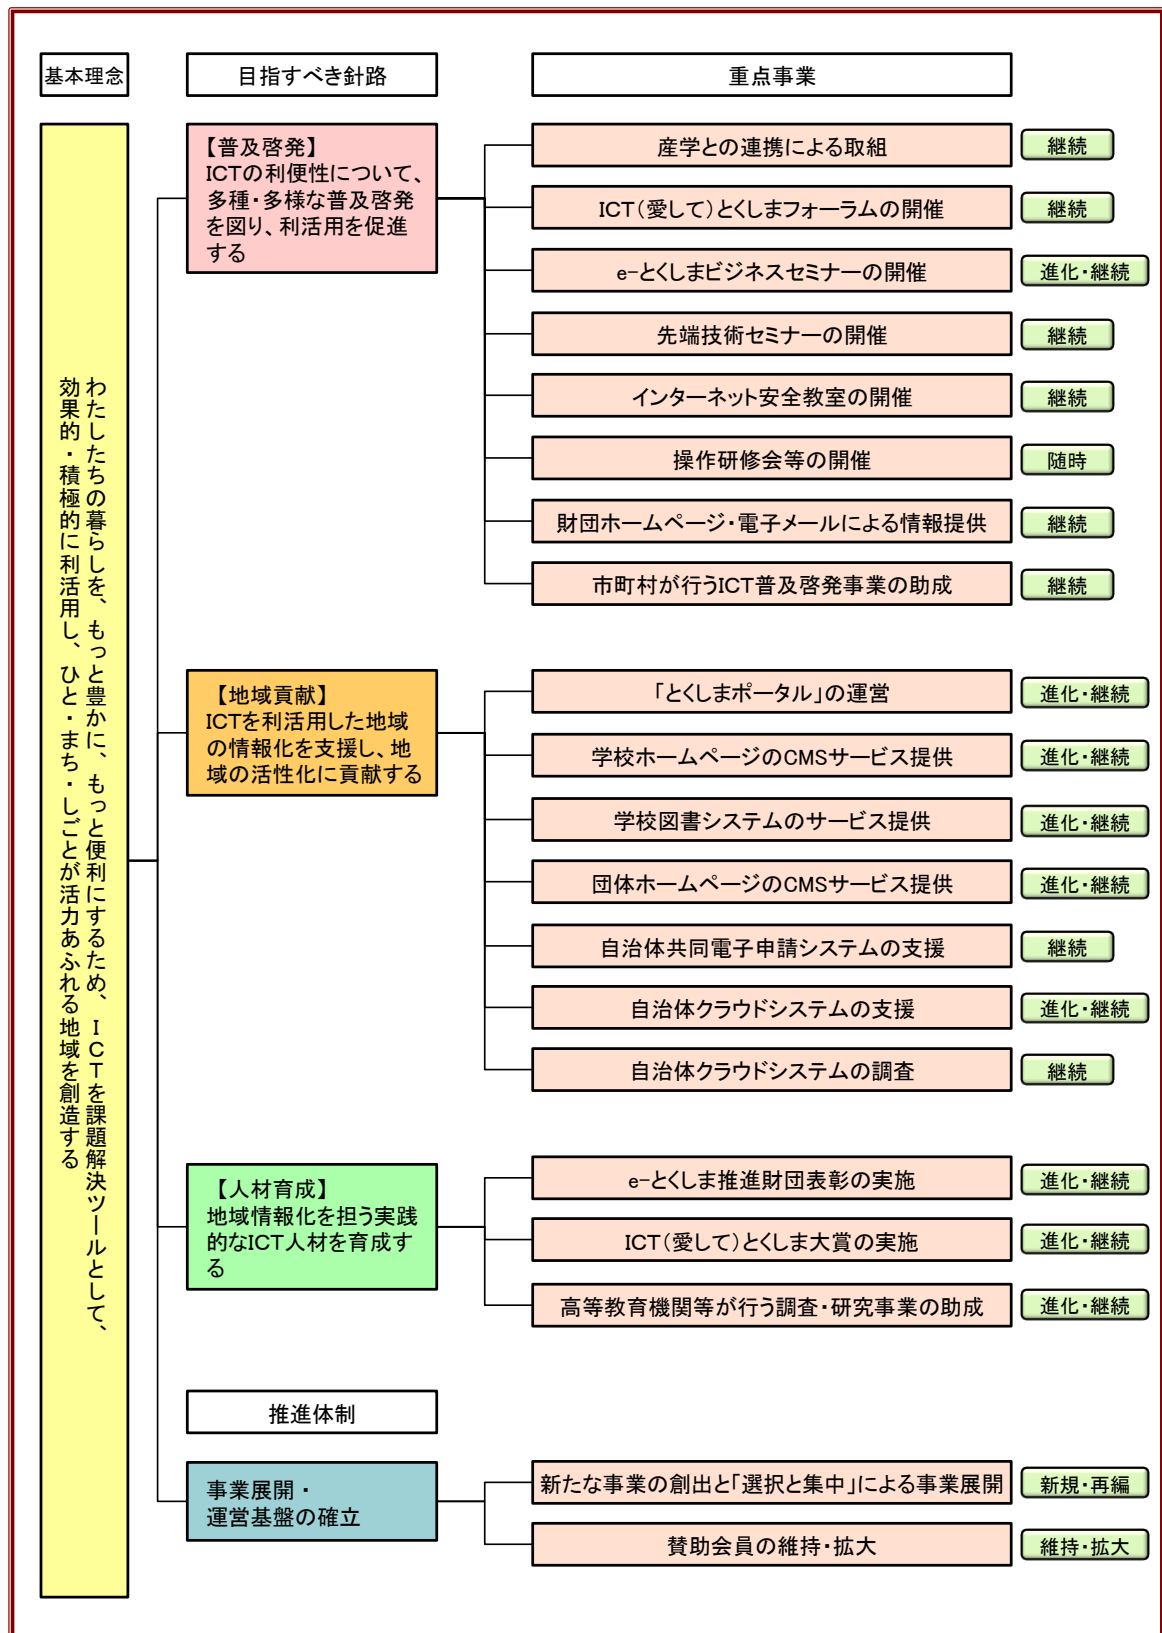 基本理念
目指すべき針路
重点事業
わたしたちの暮らしを、もっと豊かに、もっと便利にするため、ICTを課題解決ツールとして、
効果的・積極的に利活用し、ひと・まち・しごとが活力あふれる地域を創造する
【普及啓発】
ICTの利便性について、
多種・多様な普及啓発
を図り、利活用を促進
する
産学との連携による取組
継続
ICT(愛して)とくしまフォーラムの開催
継続
e-とくしまビジネスセミナーの開催
進化・継続
先端技術セミナーの開催
継続
インターネット安全教室の開催
継続
操作研修会等の開催
随時
財団ホームページ・電子メールによる情報提供
継続
市町村が行うICT普及啓発事業の助成
継続
【地域貢献】
ICTを利活用した地域
の情報化を支援し、地
域の活性化に貢献する
「とくしまポータル」の運営
進化・継続
学校ホームページのCMSサービス提供
進化・継続
学校図書システムのサービス提供
進化・継続
団体ホームページのCMSサービス提供
進化・継続
自治体共同電子申請システムの支援
継続
自治体クラウドシステムの支援
進化・継続
自治体クラウドシステムの調査
継続
【人材育成】
地域情報化を担う実践
的なICT人材を育成す
る
e-とくしま推進財団表彰の実施
進化・継続
ICT(愛して)とくしま大賞の実施
進化・継続
高等教育機関等が行う調査・研究事業の助成
進化・継続
推進体制
事業展開・
運営基盤の確立
新たな事業の創出と「選択と集中」による事業展開
新規・再編
賛助会員の維持・拡大
維持・拡大